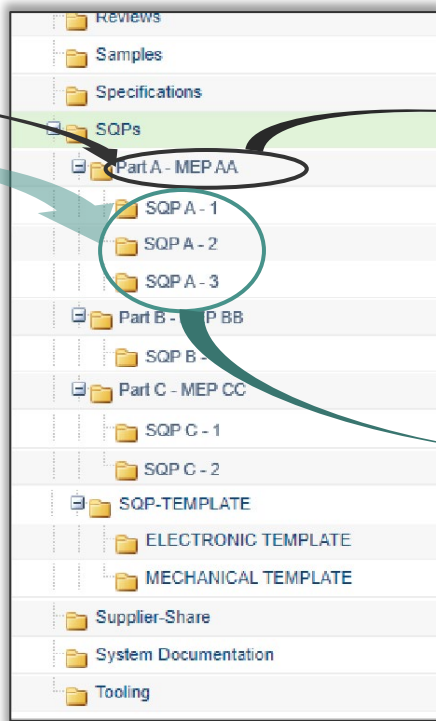 Reviews
Samples
Specifications
SQPs
Part A - MEP AA
SQP A - 1
SQP A - 2
SQP A - 3
Part B - BB
SQP B -
Part C - MEP CC
SQP C - 1
SQP C - 2
SQP-TEMPLATE
ELECTRONIC TEMPLATE
MECHANICAL TEMPLATE
Supplier-Share
System Documentation
Tooling